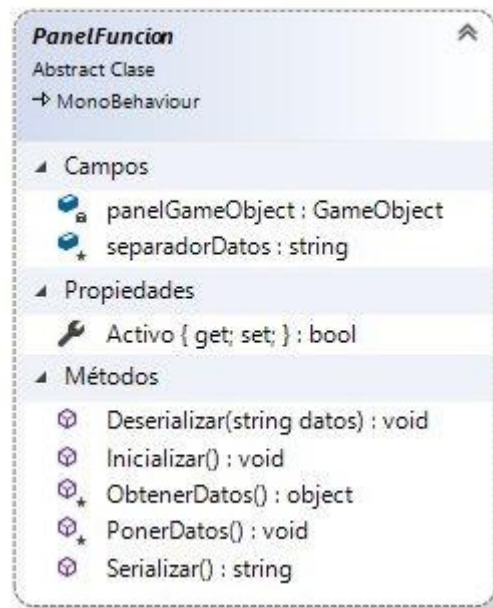 PanelFuncion
Abstract Clase
MonoBehaviour
Campos
panelGameObject : GameObject
separadorDatos : string
Propiedades
Activo { get; set; } : bool
Métodos
Deserializar(string datos) : void
Inicializar() : void
ObtenerDatos() : object
PonerDatos() : void
Serializar() : string